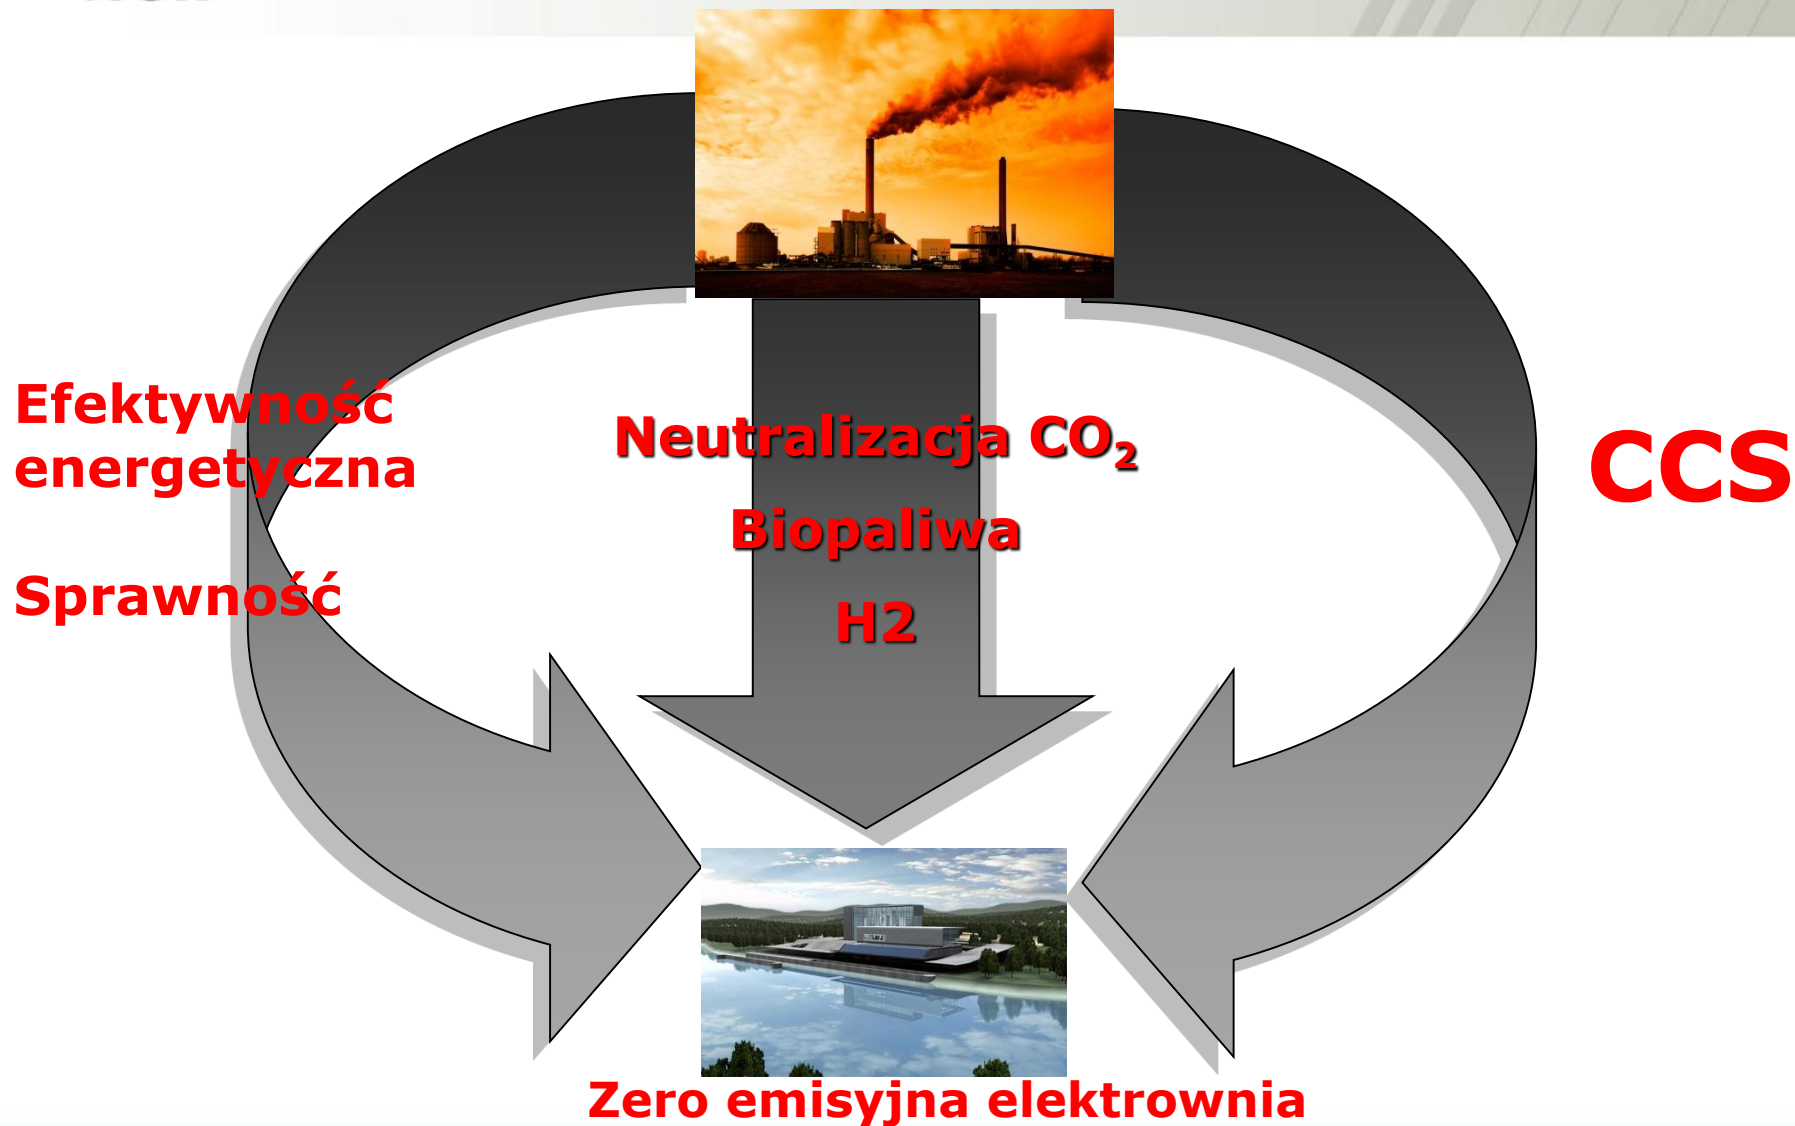 Efektywność
energetyczna
Sprawność
Neutralizacja CO₂
Biopaliwa
H2
CCS
Zero emisyjna elektrownia